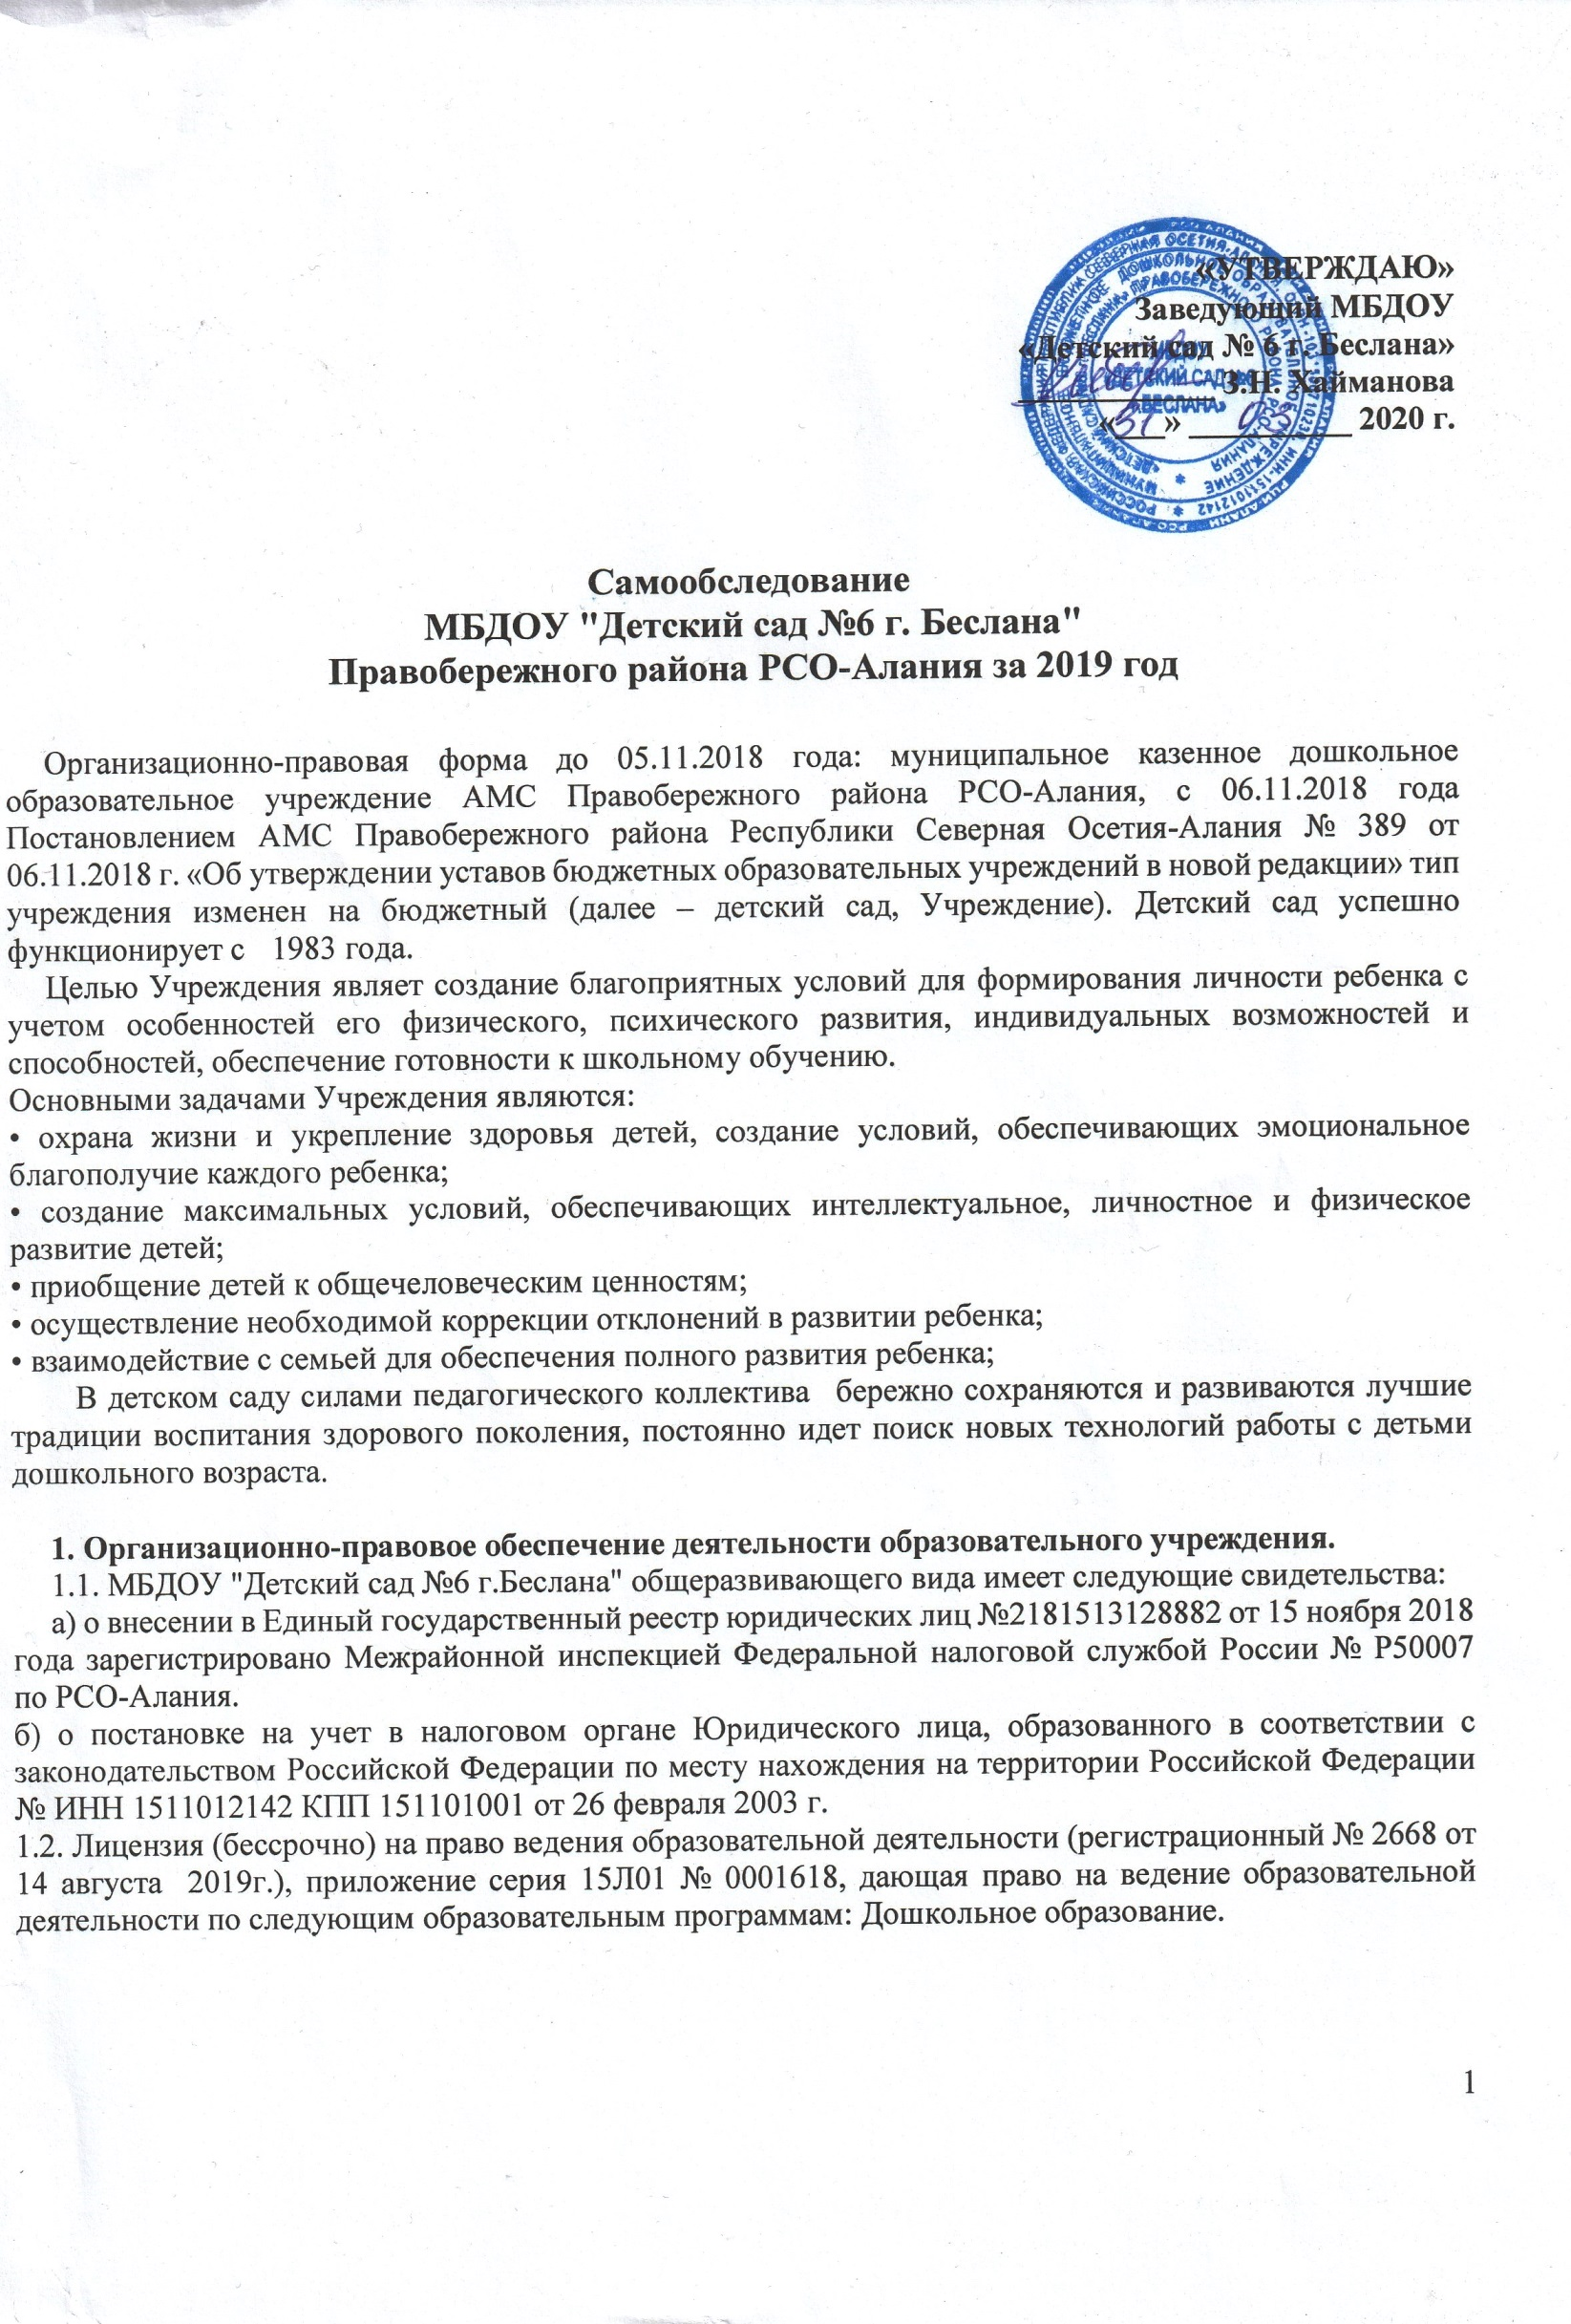 «УТВЕРЖДАЮ»
Заведующий МБДОУ
«Детский сад № 6 г. Беслана»
____________ З.Н. Хайманова
«31» 03 2020 г.
Самообследование
МБДОУ "Детский сад №6 г. Беслана"
Правобережного района РСО-Алания за 2019 год
Организационно-правовая форма до 05.11.2018 года: муниципальное казенное дошкольное
образовательное учреждение АМС Правобережного района РСО-Алания, с 06.11.2018 года
Постановлением АМС Правобережного района Республики Северная Осетия-Алания № 389 от
06.11.2018 г. «Об утверждении уставов бюджетных образовательных учреждений в новой редакции» тип
учреждения изменен на бюджетный (далее – детский сад, Учреждение). Детский сад успешно
функционирует с 1983 года.
Целью Учреждения являет создание благоприятных условий для формирования личности ребенка с
учетом особенностей его физического, психического развития, индивидуальных возможностей и
способностей, обеспечение готовности к школьному обучению.
Основными задачами Учреждения являются:
• охрана жизни и укрепление здоровья детей, создание условий, обеспечивающих эмоциональное
благополучие каждого ребенка;
• создание максимальных условий, обеспечивающих интеллектуальное, личностное и физическое
развитие детей;
• приобщение детей к общечеловеческим ценностям;
• осуществление необходимой коррекции отклонений в развитии ребенка;
• взаимодействие с семьей для обеспечения полного развития ребенка;
В детском саду силами педагогического коллектива бережно сохраняются и развиваются лучшие
традиции воспитания здорового поколения, постоянно идет поиск новых технологий работы с детьми
дошкольного возраста.
1. Организационно-правовое обеспечение деятельности образовательного учреждения.
1.1. МБДОУ "Детский сад №6 г.Беслана" общеразвивающего вида имеет следующие свидетельства:
а) о внесении в Единый государственный реестр юридических лиц №2181513128882 от 15 ноября 2018
года зарегистрировано Межрайонной инспекцией Федеральной налоговой службой России № Р50007
по РСО-Алания.
б) о постановке на учет в налоговом органе Юридического лица, образованного в соответствии с
законодательством Российской Федерации по месту нахождения на территории Российской Федерации
№ ИНН 1511012142 КПП 151101001 от 26 февраля 2003 г.
1.2. Лицензия (бессрочно) на право ведения образовательной деятельности (регистрационный № 2668 от
14 августа 2019г.), приложение серия 15Л01 № 0001618, дающая право на ведение образовательной
деятельности по следующим образовательным программам: Дошкольное образование.
1